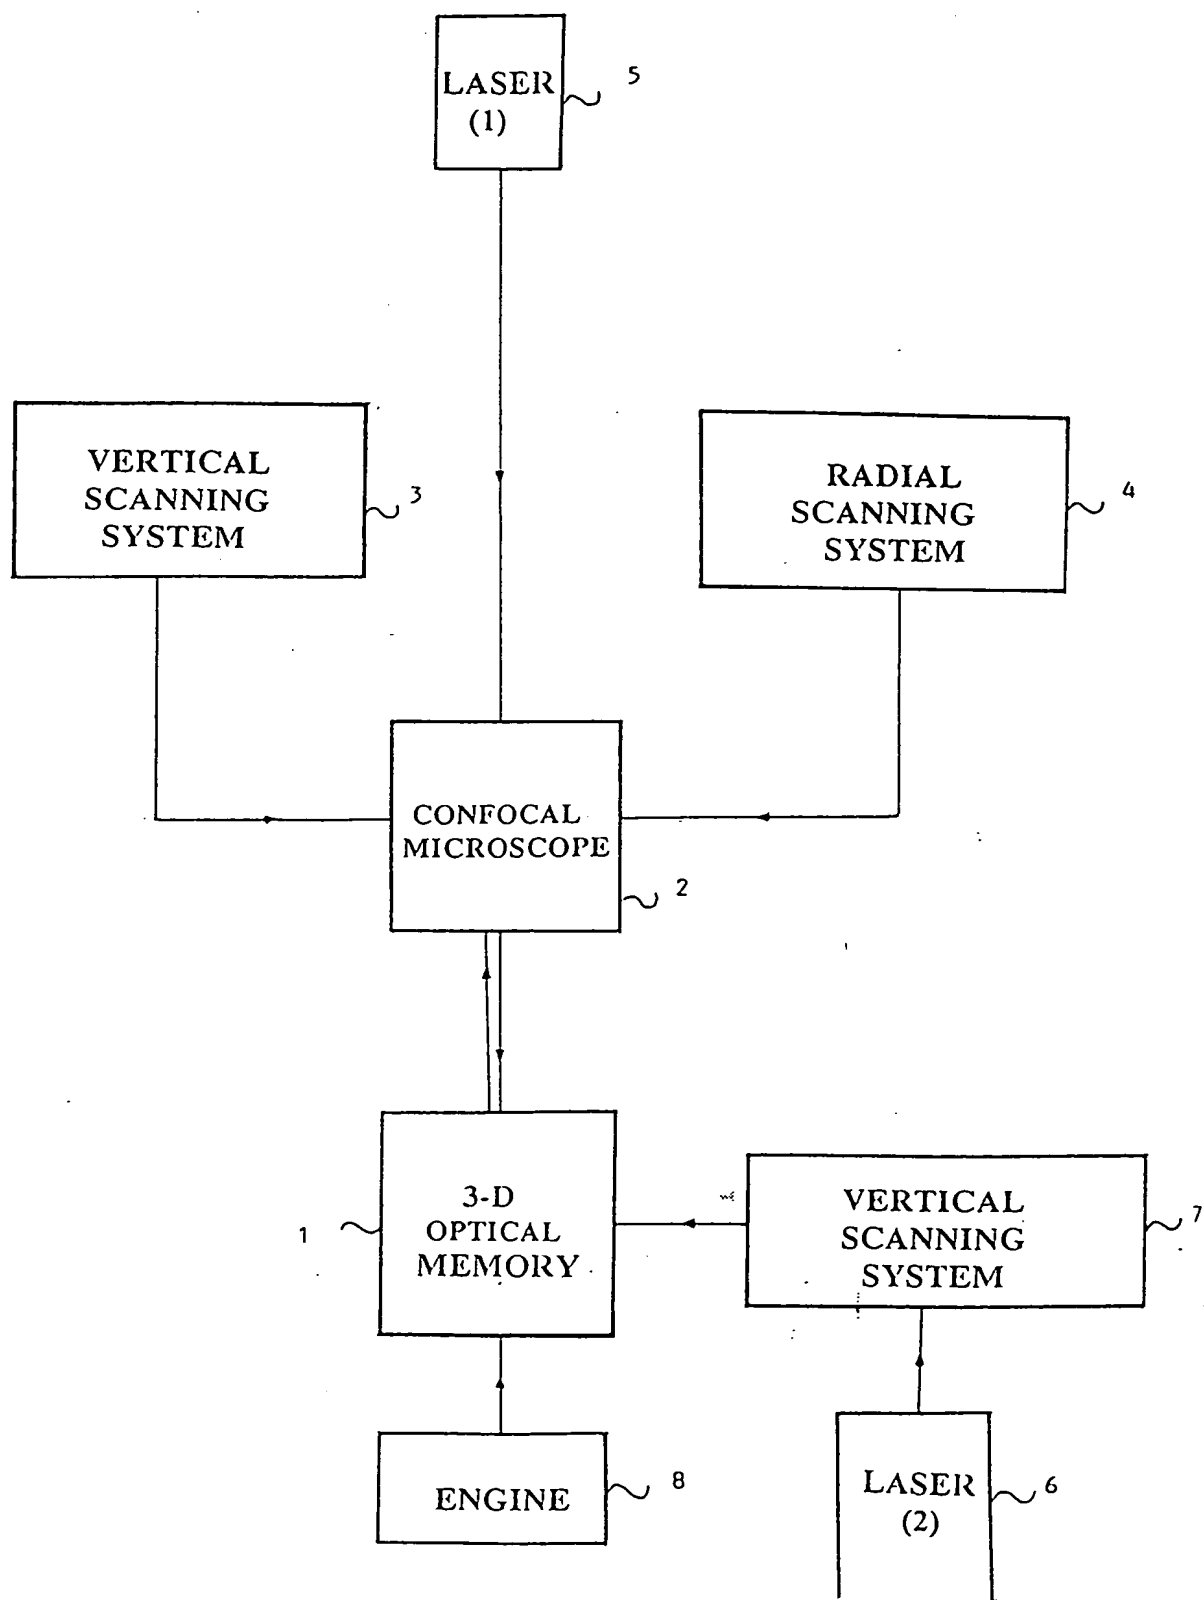 LASER
(1)
5
VERTICAL
SCANNING
SYSTEM
3
RADIAL
SCANNING
SYSTEM
4
CONFOCAL
MICROSCOPE
2
3-D
OPTICAL
MEMORY
1
VERTICAL
SCANNING
SYSTEM
7
ENGINE
8
LASER
(2)
6